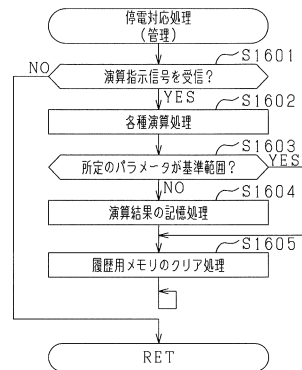 停電対応処理
(管理)
S1601
NO
演算指示信号を受信?
YES
S1602
各種演算処理
S1603
所定のパラメータが基準範囲?
YES
NO
S1604
演算結果の記憶処理
S1605
履歴用メモリのクリア処理
RET